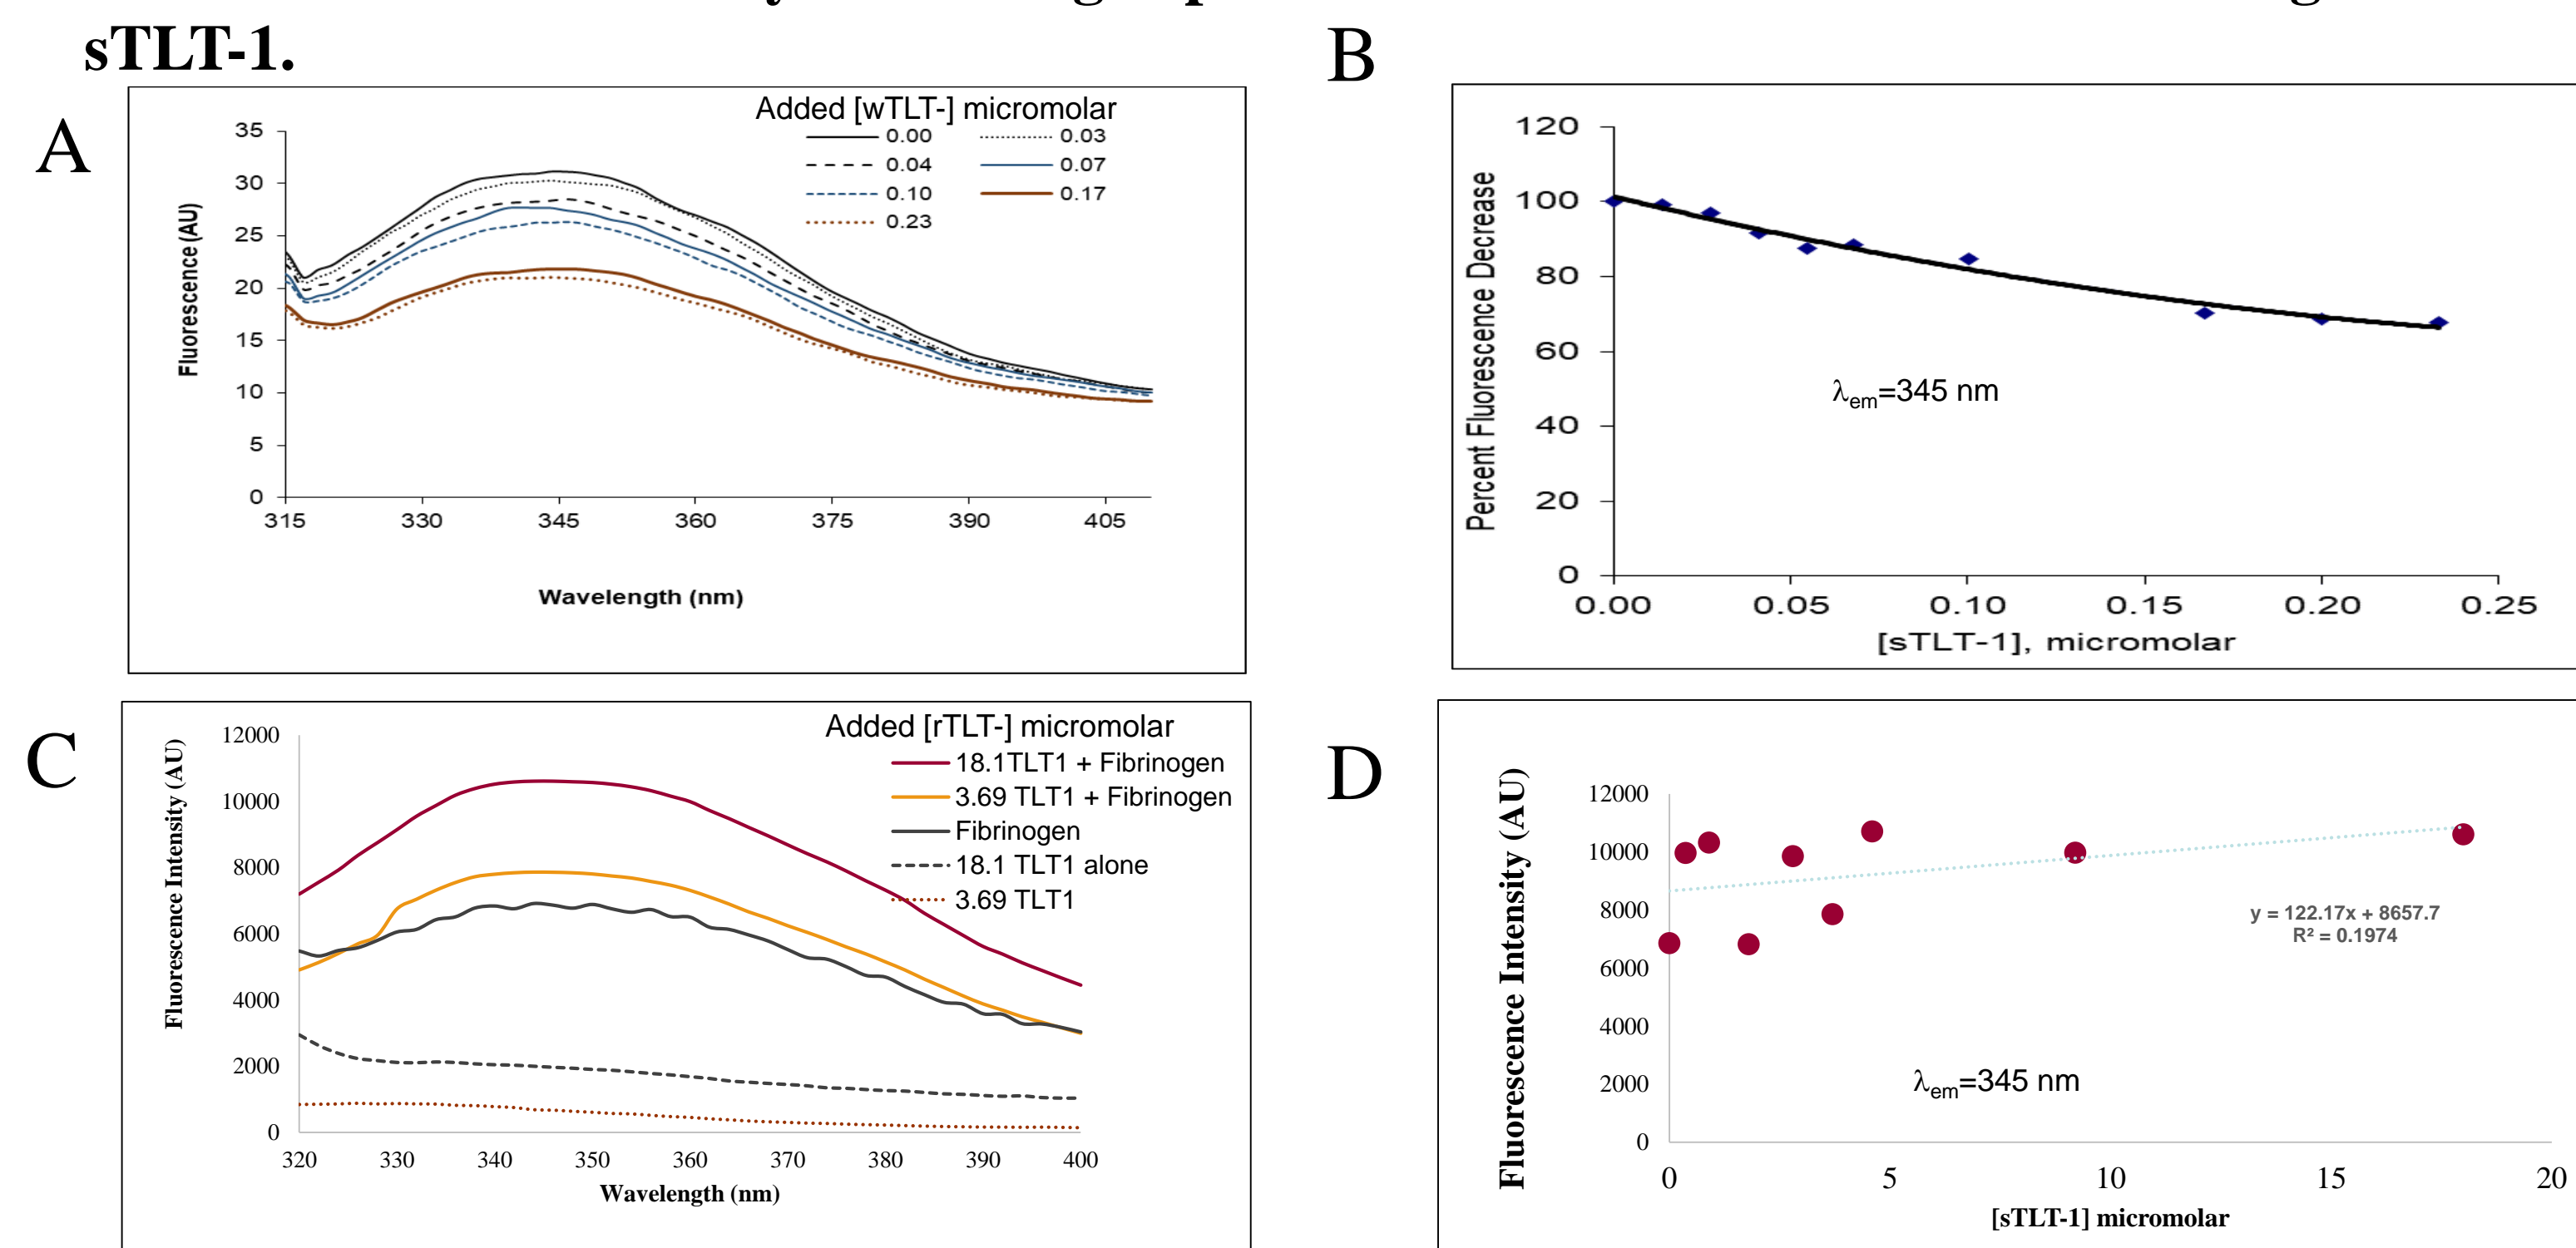 sTLT-1.
A
Added [wTLT-] micromolar
0.00 0.03
0.04 0.07
0.10 0.17
0.23
Fluorescence (AU)
35
30
25
20
15
10
5
0
315 330 345 360 375 390 405
Wavelength (nm)
B
Percent Fluorescence Decrease
120
100
80
60
40
20
0
λem=345 nm
0.00 0.05 0.10 0.15 0.20 0.25
[sTLT-1], micromolar
C
Added [rTLT-] micromolar
18.1TLT1 + Fibrinogen
3.69 TLT1 + Fibrinogen
Fibrinogen
18.1 TLT1 alone
3.69 TLT1
Fluorescence Intensity (AU)
12000
10000
8000
6000
4000
2000
0
320 330 340 350 360 370 380 390 400
Wavelength (nm)
D
Fluorescence Intensity (AU)
12000
10000
8000
6000
4000
2000
0
y = 122.17x + 8657.7
R² = 0.1974
λem=345 nm
0 5 10 15 20
[sTLT-1] micromolar